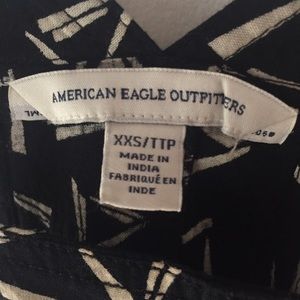 AMERICAN EAGLE OUTFITTERS
XXS/TTP
MADE IN
INDIA
FABRIQUÉ EN
INDE